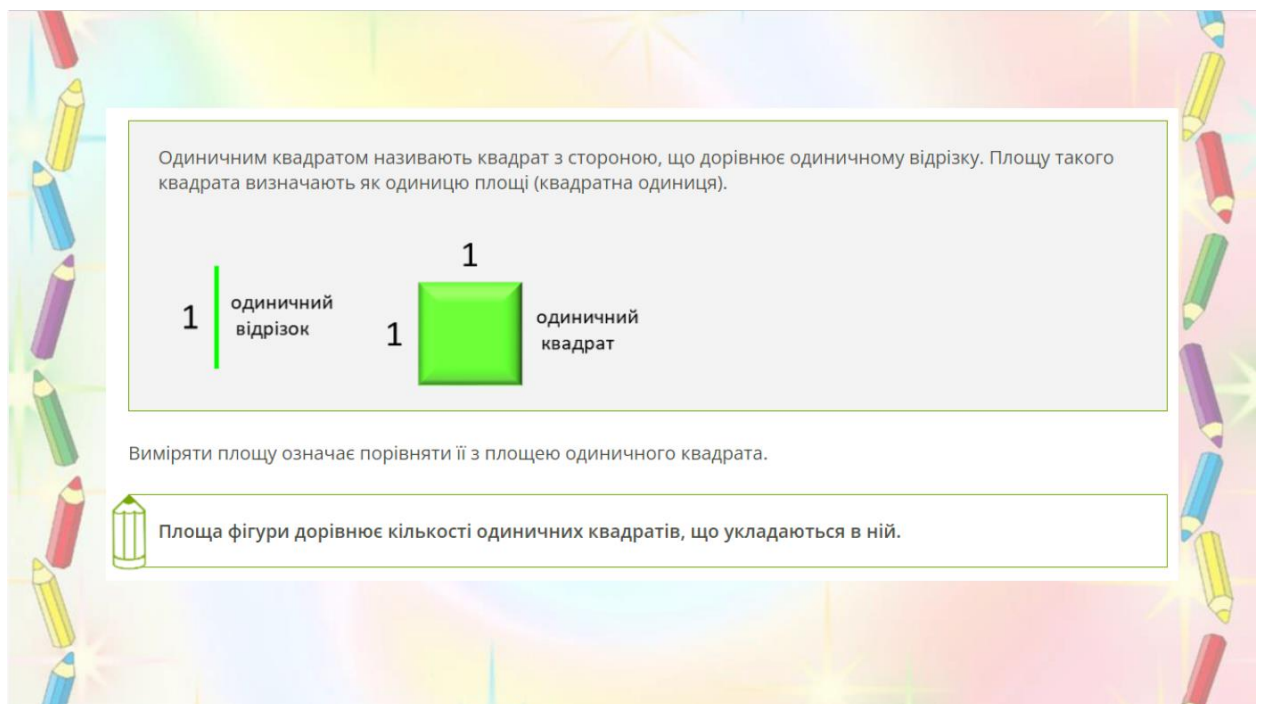 Одиничним квадратом називають квадрат з стороною, що дорівнює одиничному відрізку. Площу такого
квадрата визначають як одиницю площі (квадратна одиниця).
1
одиничний
відрізок
1
1
одиничний
квадрат
Виміряти площу означає порівняти її з площею одиничного квадрата.
Площа фігури дорівнює кількості одиничних квадратів, що укладаються в ній.